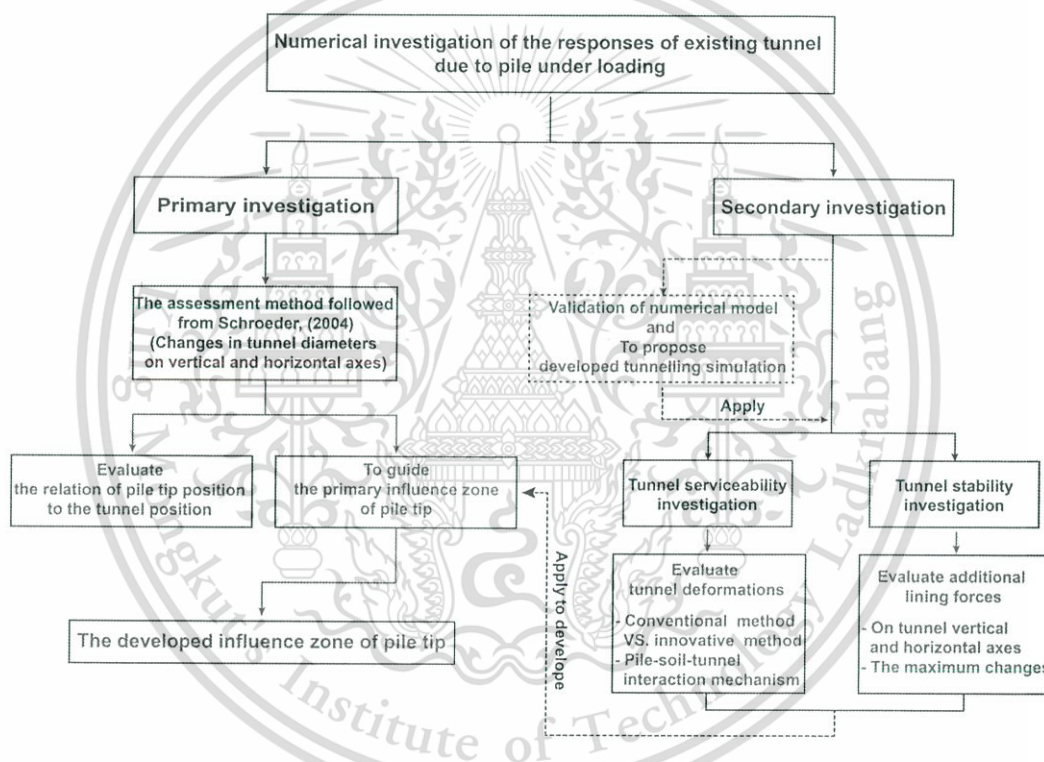 Numerical investigation of the responses of existing tunnel
due to pile under loading
Primary investigation
Secondary investigation
The assessment method followed
from Schroeder, (2004)
(Changes in tunnel diameters
on vertical and horizontal axes)
Validation of numerical model
and
To propose
developed tunnelling simulation
Apply
Evaluate
the relation of pile tip position
to the tunnel position
To guide
the primary influence zone
of pile tip
Tunnel serviceability
investigation
Tunnel stability
investigation
The developed influence zone of pile tip
Apply to develope
Evaluate
tunnel deformations
- Conventional method
VS. innovative method
- Pile-soil-tunnel
interaction mechanism
Evaluate additional
lining forces
- On tunnel vertical
and horizontal axes
- The maximum changes
King Mongkut's Institute of Technology Ladkrabang